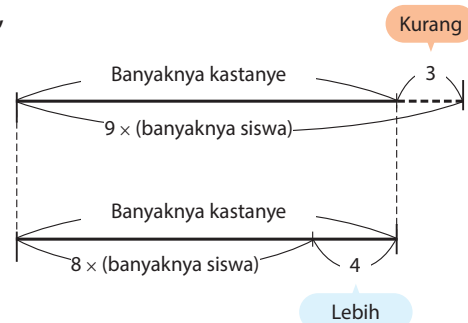 Kurang
Banyaknya kastanye
3
9 × (banyaknya siswa)
Banyaknya kastanye
8 × (banyaknya siswa)
4
Lebih